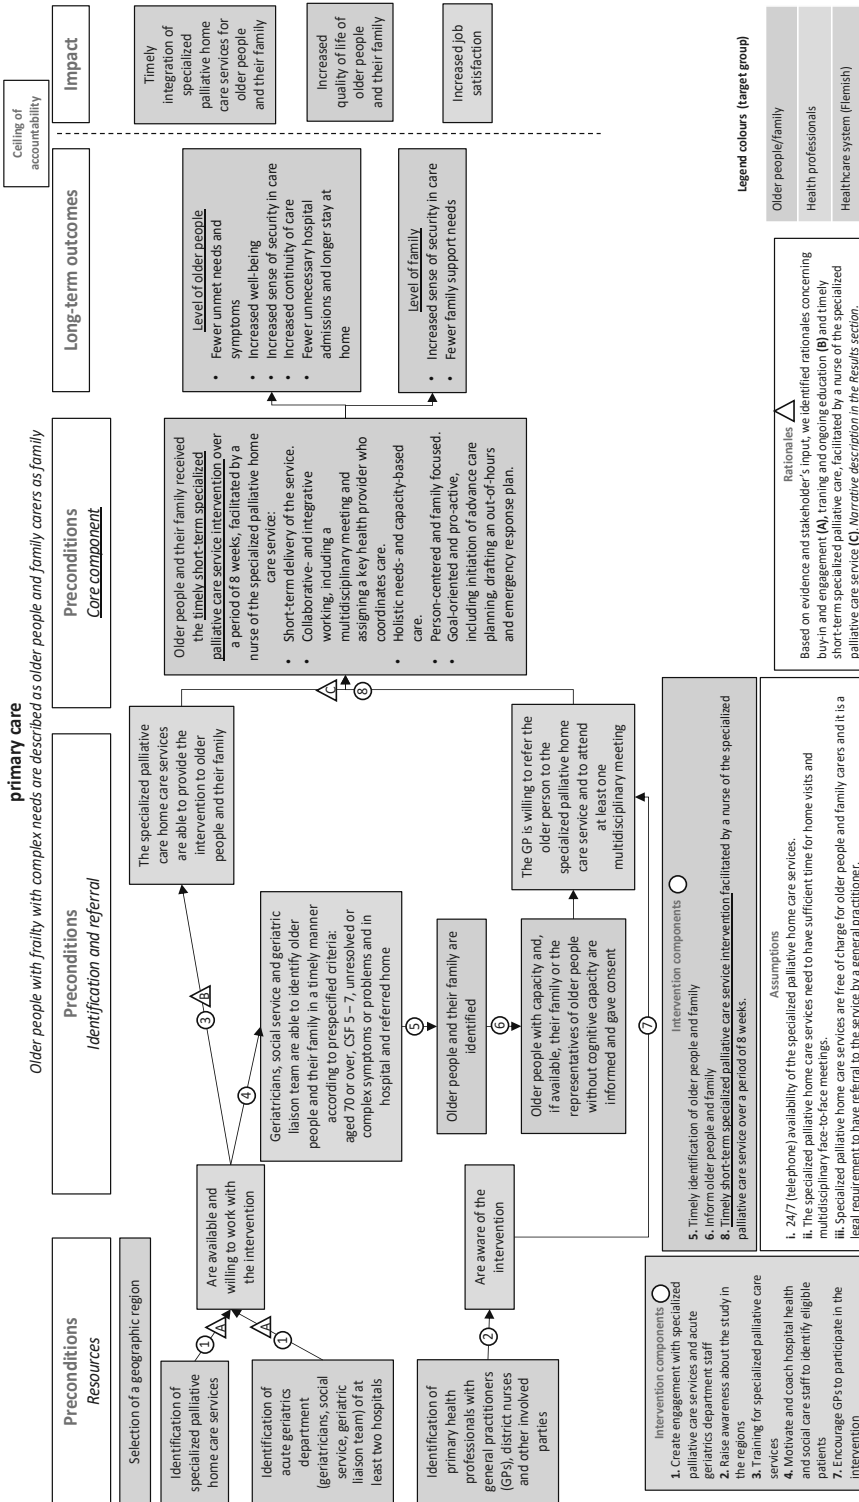 primary care
Older people with frailty with complex needs are described as older people and family carers as family
Preconditions
Resources
Preconditions
Identification and referral
Preconditions
Care component
Long-term outcomes
Ceiling of
accountability
Impact
Selection of a geographic region
Identification of
specialized palliative
home care services
Identification of
acute geriatrics
department
(geriatricians, social
service, geriatric
liaison team) of at
least two hospitals
Identification of
primary health
professionals with
general practitioners
(GPs), district nurses
and other involved
parties
1
A
1
A
2
Are available and
willing to work with
the intervention
Are aware of the
intervention
3
B
4
The specialized palliative
care home care services
are able to provide the
intervention to older
people and their family
Geriatricians, social service and geriatric
liaison team are able to identify older
people and their family in a timely manner
according to prespecified criteria:
aged 70 or over, CSF 5 – 7, unresolved or
complex symptoms or problems and in
hospital and referred home
5
Older people and their family are
identified
6
Older people with capacity and,
if available, their family or the
representatives of older people
without cognitive capacity are
informed and gave consent
The GP is willing to refer the
older person to the
specialized palliative home
care service and to attend
at least one
multidisciplinary meeting
7
C
8
Older people and their family received
the timely short-term specialized
palliative care service intervention over
a period of 8 weeks, facilitated by a
nurse of the specialized palliative home
care service:
• Short-term delivery of the service.
• Collaborative- and integrative
working, including a
multidisciplinary meeting and
assigning a key health provider who
coordinates care.
• Holistic needs- and capacity-based
care.
• Person-centered and family focused.
• Goal-oriented and pro-active,
including initiation of advance care
planning, drafting an out-of-hours
and emergency response plan.
Level of older people
• Fewer unmet needs and
symptoms
• Increased well-being
• Increased sense of security in care
• Increased continuity of care
• Fewer unnecessary hospital
admissions and longer stay at
home
Level of family
• Increased sense of security in care
• Fewer family support needs
Timely
integration of
specialized
palliative home
care services for
older people
and their family
Increased
quality of life of
older people
and their family
Increased job
satisfaction
Intervention components
1. Create engagement with specialized
palliative care services and acute
geriatrics department staff
2. Raise awareness about the study in
the regions
3. Training for specialized palliative care
services
4. Motivate and coach hospital health
and social care staff to identify eligible
patients
7. Encourage GPs to participate in the
intervention
Intervention components
5. Timely identification of older people and family
6. Inform older people and family
8. Timely short-term specialized palliative care service intervention facilitated by a nurse of the specialized
palliative care service over a period of 8 weeks.
Assumptions
i. 24/7 (telephone) availability of the specialized palliative home care services.
ii. The specialized palliative home care services need to have sufficient time for home visits and
multidisciplinary face-to-face meetings.
iii. Specialized palliative home care services are free of charge for older people and family carers and it is a
legal requirement to have referral to the service by a general practitioner.
Rationales
Based on evidence and stakeholder's input, we identified rationales concerning
buy-in and engagement (A), training and ongoing education (B) and timely
short-term specialized palliative care, facilitated by a nurse of the specialized
palliative care service (C). Narrative description in the Results section.
Legend colours (target group)
Older people/family
Health professionals
Healthcare system (Flemish)